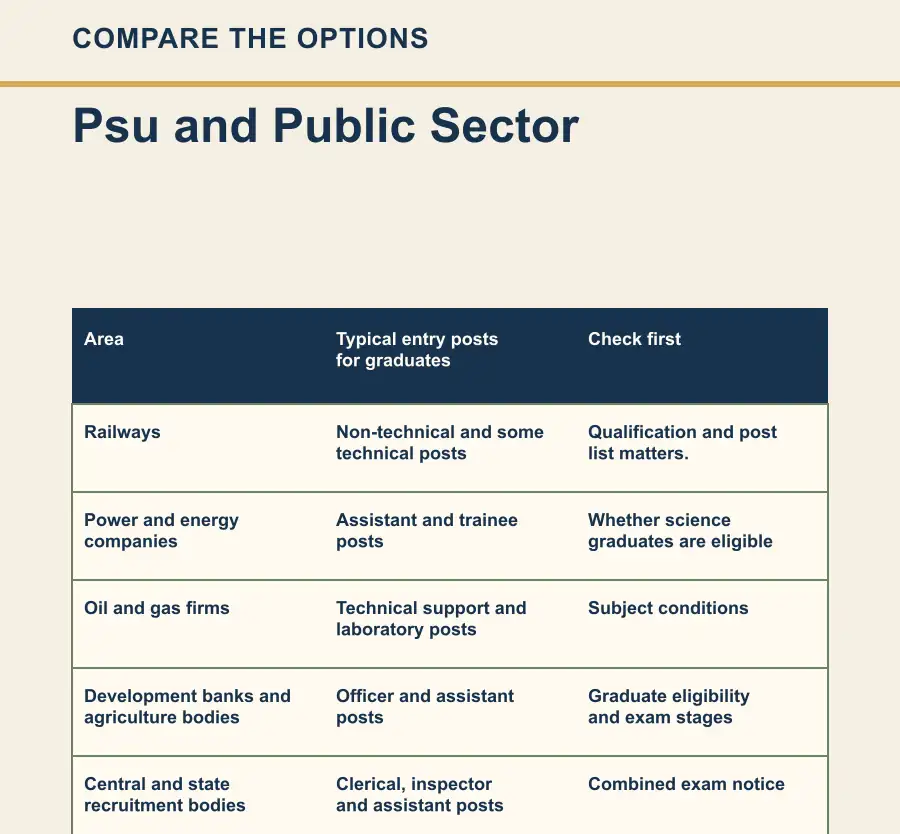 COMPARE THE OPTIONS
Psu and Public Sector
Area
Typical entry posts
for graduates
Check first
Railways
Non-technical and some
technical posts
Qualification and post
list matters.
Power and energy
companies
Assistant and trainee
posts
Whether science
graduates are eligible
Oil and gas firms
Technical support and
laboratory posts
Subject conditions
Development banks and
agriculture bodies
Officer and assistant
posts
Graduate eligibility
and exam stages
Central and state
recruitment bodies
Clerical, inspector
and assistant posts
Combined exam notice